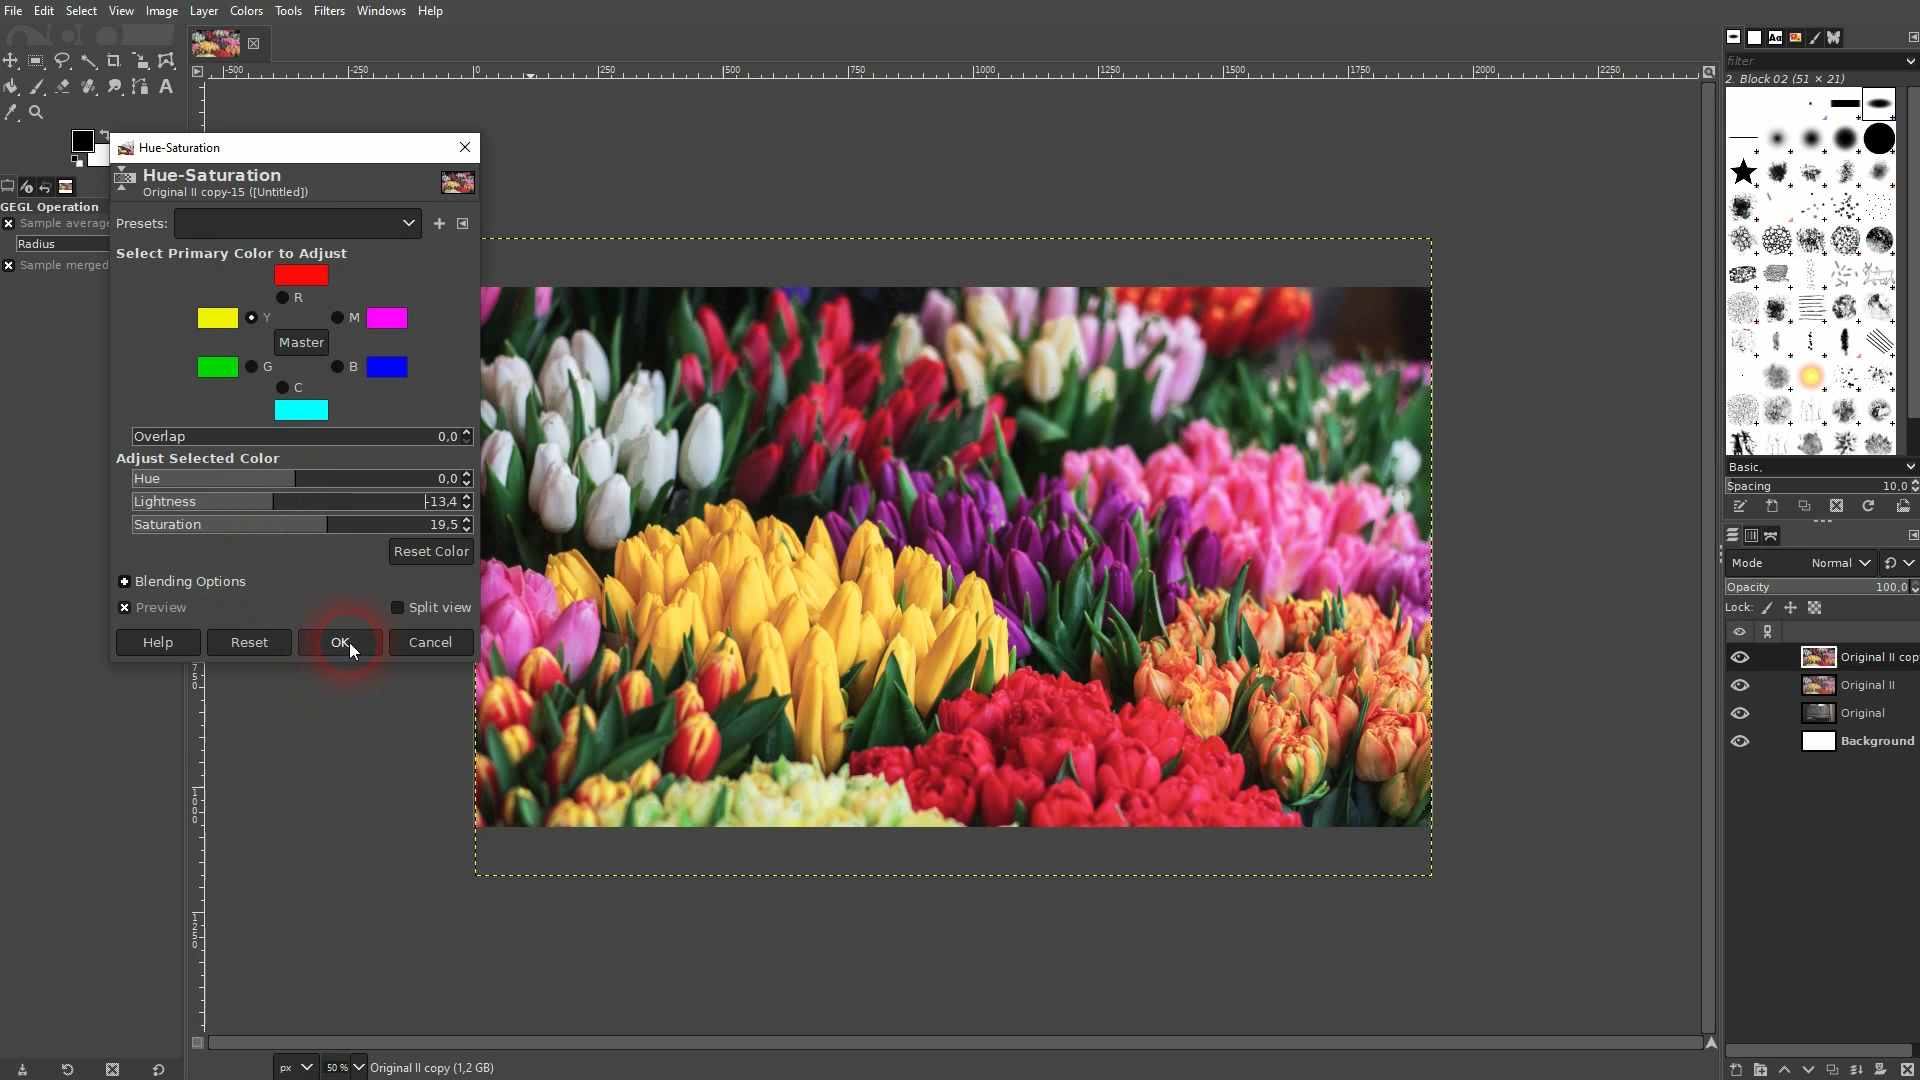 File Edit Select View Image Layer Colors Tools Filters Windows Help
-500 -250 0 250 500 750 1000 1250 1500 1750 2000 2250
filter
2. Block 02 (51 × 21)
Hue-Saturation
Hue-Saturation
Original II copy-15 ([Untitled])
GEGL Operation
Sample average
Radius
Sample merged
Presets:
Select Primary Color to Adjust
R
Y M
Master
G B
C
Overlap 0,0
Adjust Selected Color
Hue 0,0
Lightness -13,4
Saturation 19,5
Reset Color
Blending Options
Preview Split view
Help Reset OK Cancel
750
1000
1250
Basic,
Spacing 10,0
Mode Normal
Opacity 100,0
Lock:
Original II cop
Original II
Original
Background
px 50 % Original II copy (1,2 GB)